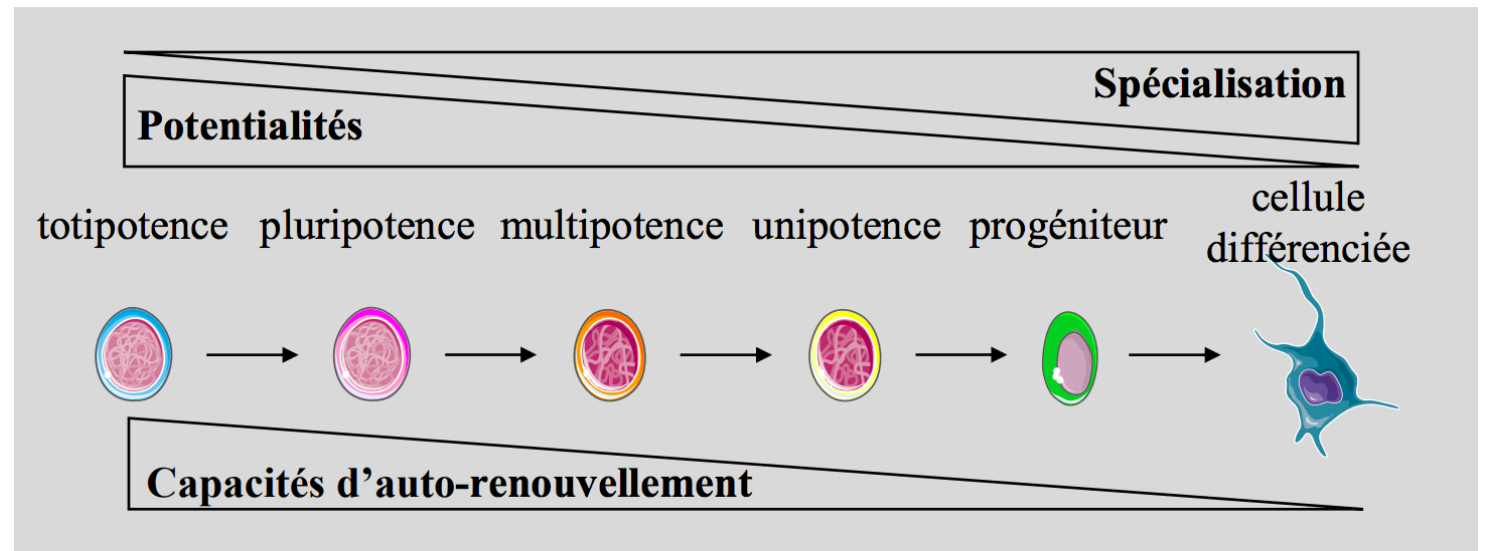 Spécialisation
Potentialités
totipotence
pluripotence
multipotence
unipotence
progéniteur
cellule
différenciée
Capacités d’auto-renouvellement